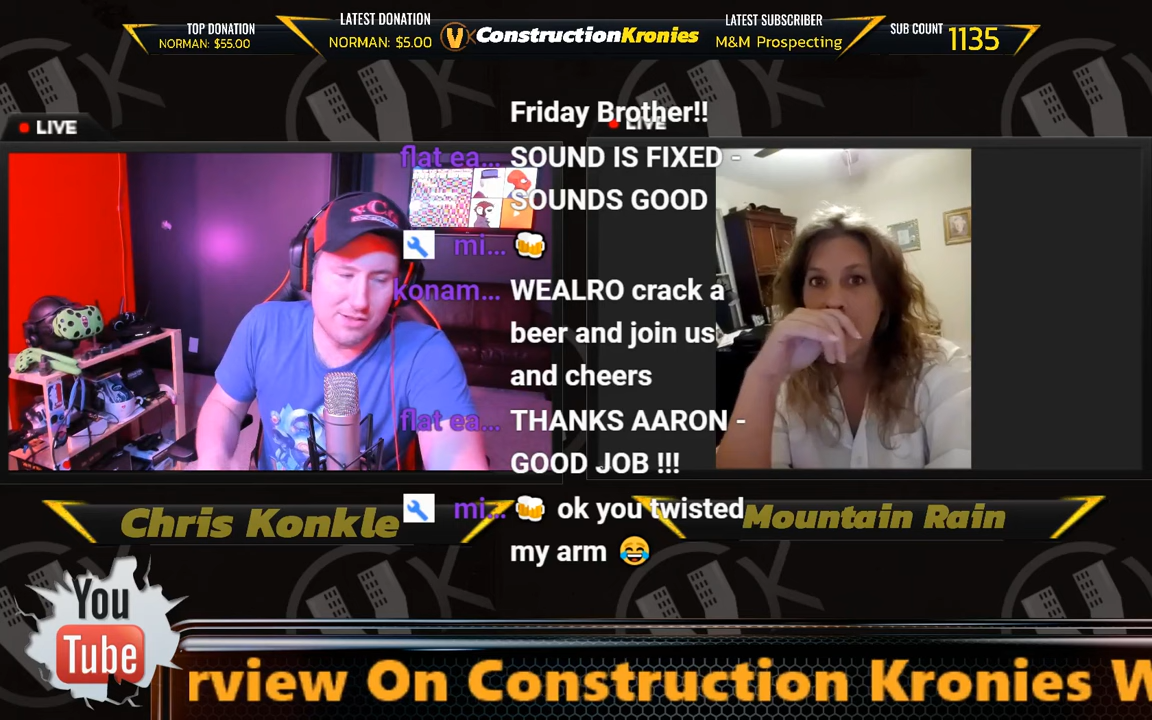 TOP DONATION
NORMAN: $55.00
LATEST DONATION
NORMAN: $5.00
ConstructionKronies
LATEST SUBSCRIBER
M&M Prospecting
SUB COUNT 1135
LIVE
LIVE
Friday Brother!!
flat ea... SOUND IS FIXED -
SOUNDS GOOD
mi... 🍻
konam... WEALRO crack a
beer and join us
and cheers
flat ea... THANKS AARON -
GOOD JOB !!!
mi... 🍻 ok you twisted
my arm 😂
Chris Konkle
Mountain Rain
You
Tube
rview On Construction Kronies W